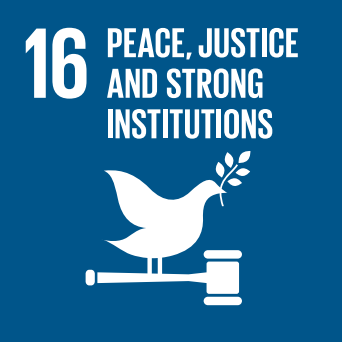 16 PEACE, JUSTICE
AND STRONG
INSTITUTIONS